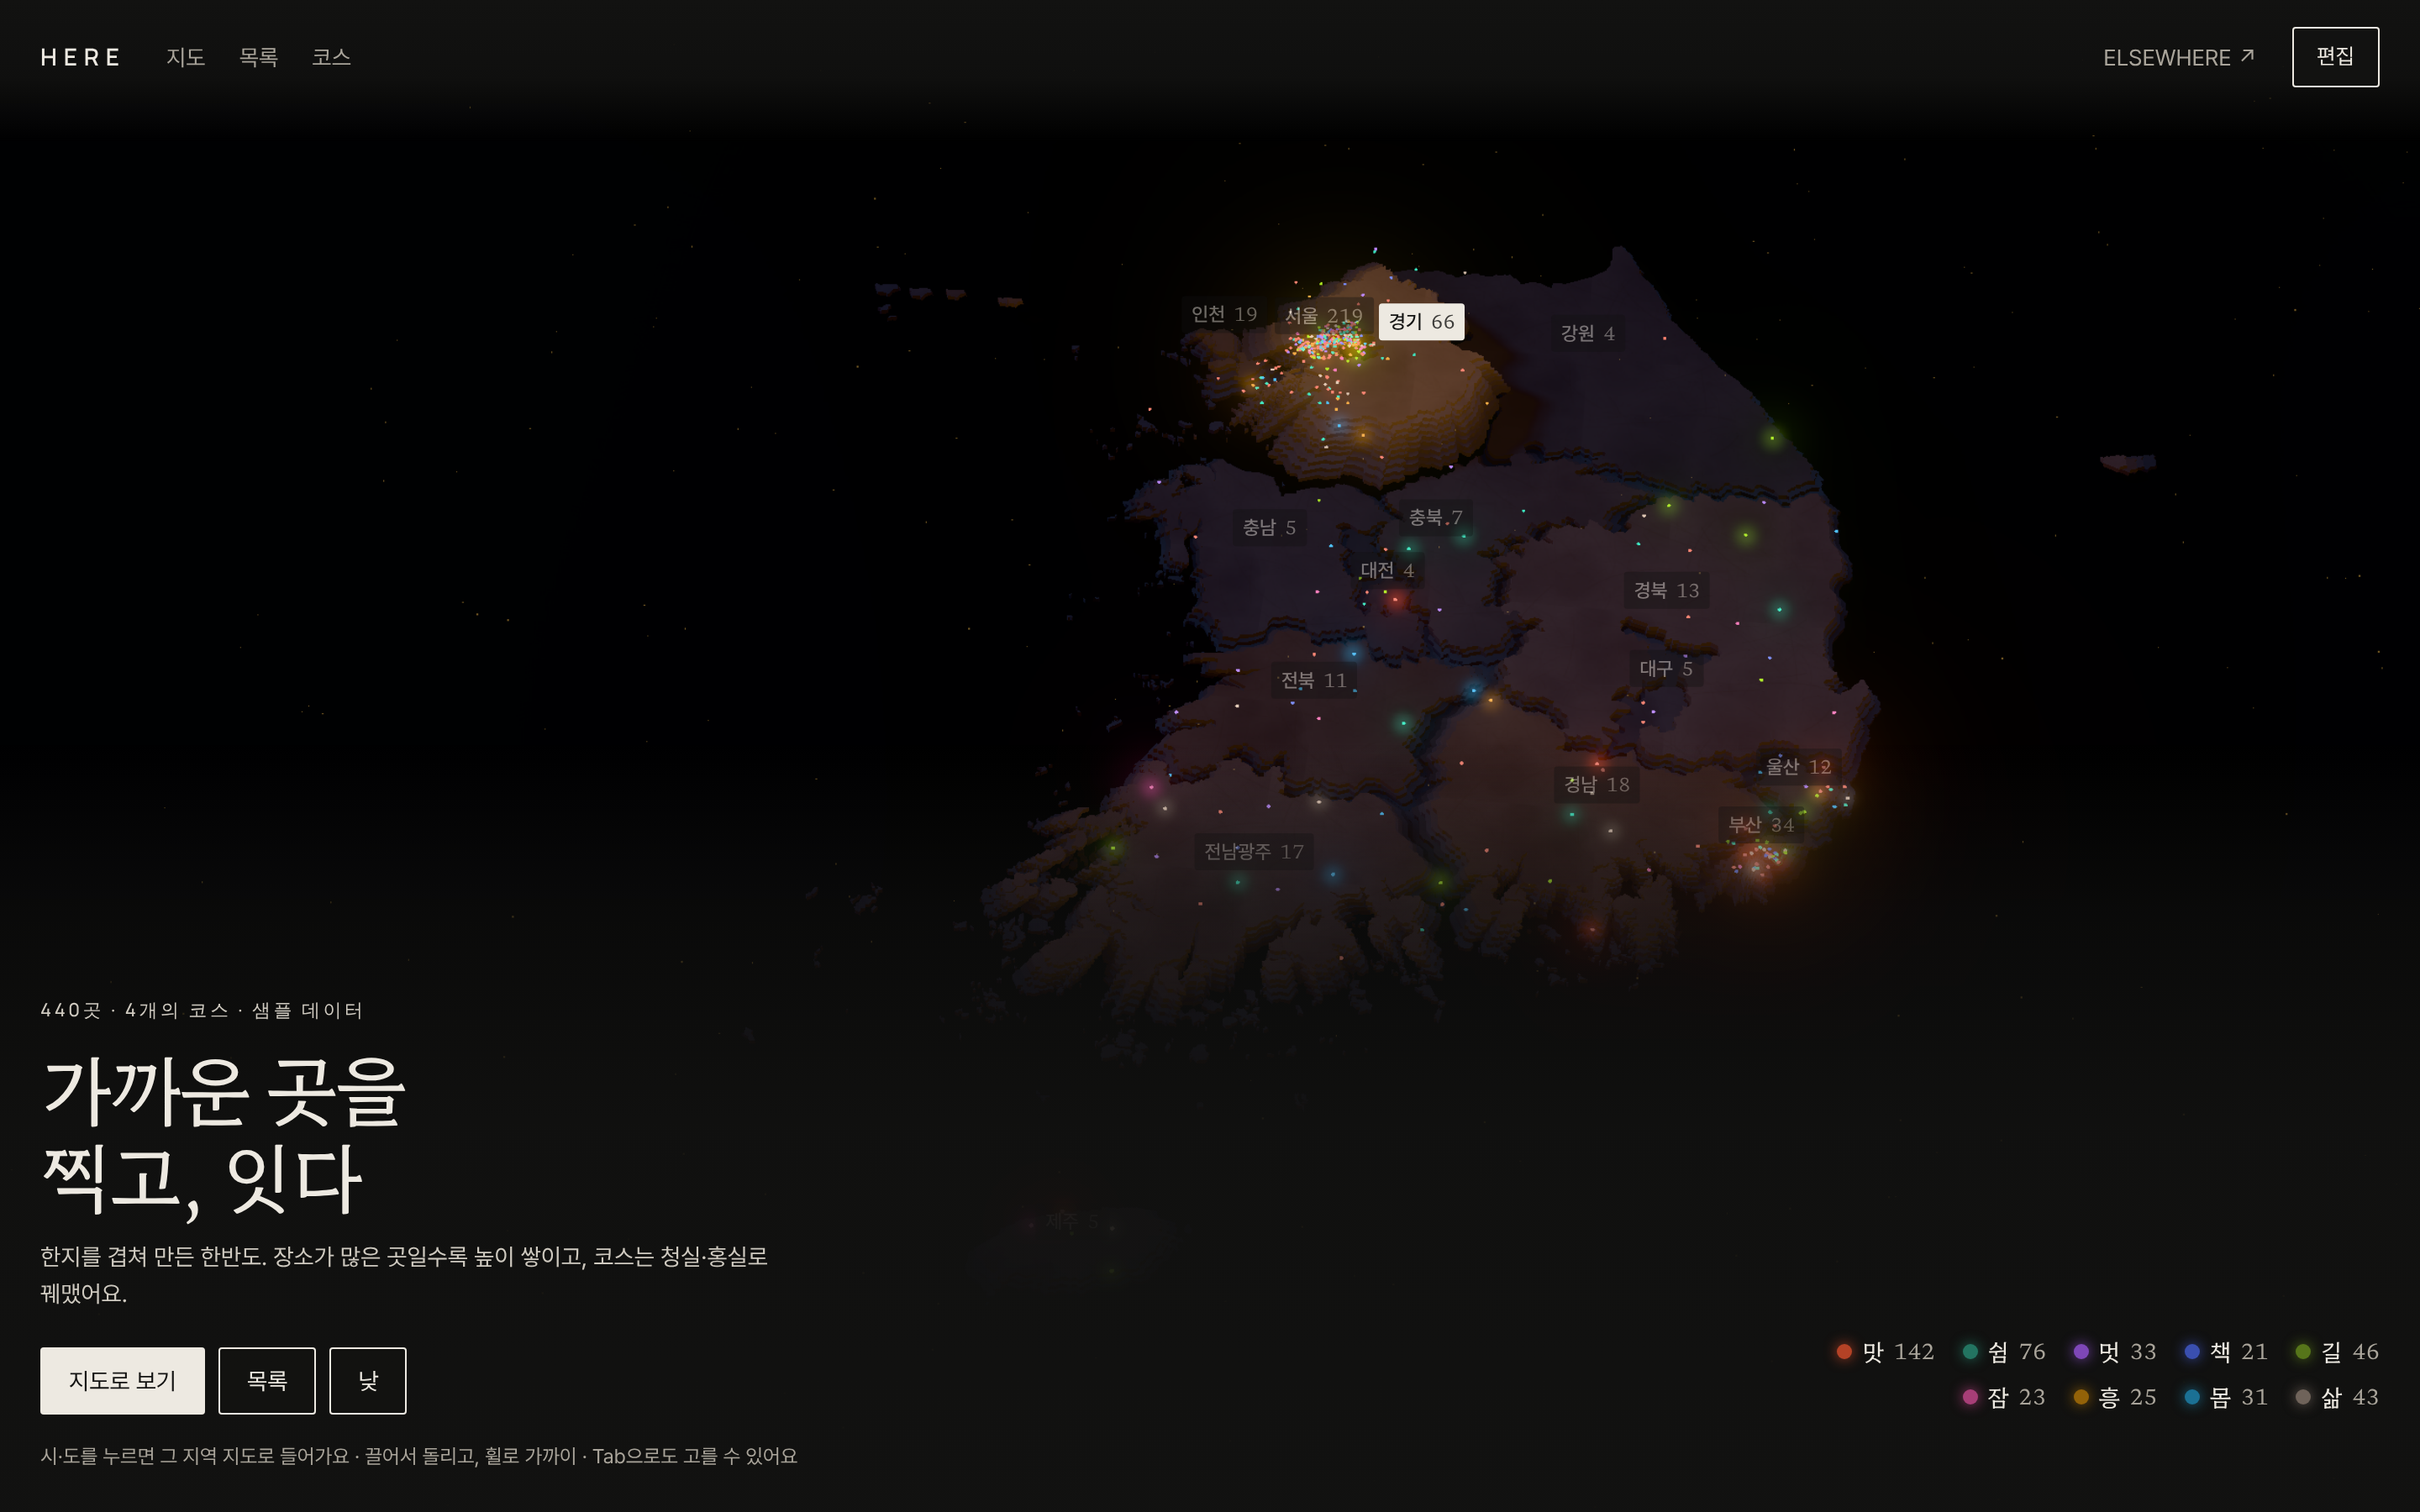 HERE 지도 목록 코스 ELSEWHERE ↗ 편집
인천 19 서울 219 경기 66 강원 4
충남 5 충북 7
대전 4 경북 13
전북 11 대구 5
경남 18 울산 12
전남광주 17 부산 34
제주 5
440곳 · 4개의 코스 · 샘플 데이터
가까운 곳을
찍고, 잇다
한지를 겹쳐 만든 한반도. 장소가 많은 곳일수록 높이 쌓이고, 코스는 청실·홍실로
꿰맸어요.
지도로 보기 목록 낮
시·도를 누르면 그 지역 지도로 들어가요 · 끌어서 돌리고, 휠로 가까이 · Tab으로도 고를 수 있어요
맛 142 쉼 76 멋 33 책 21 길 46
잠 23 흥 25 몸 31 삶 43